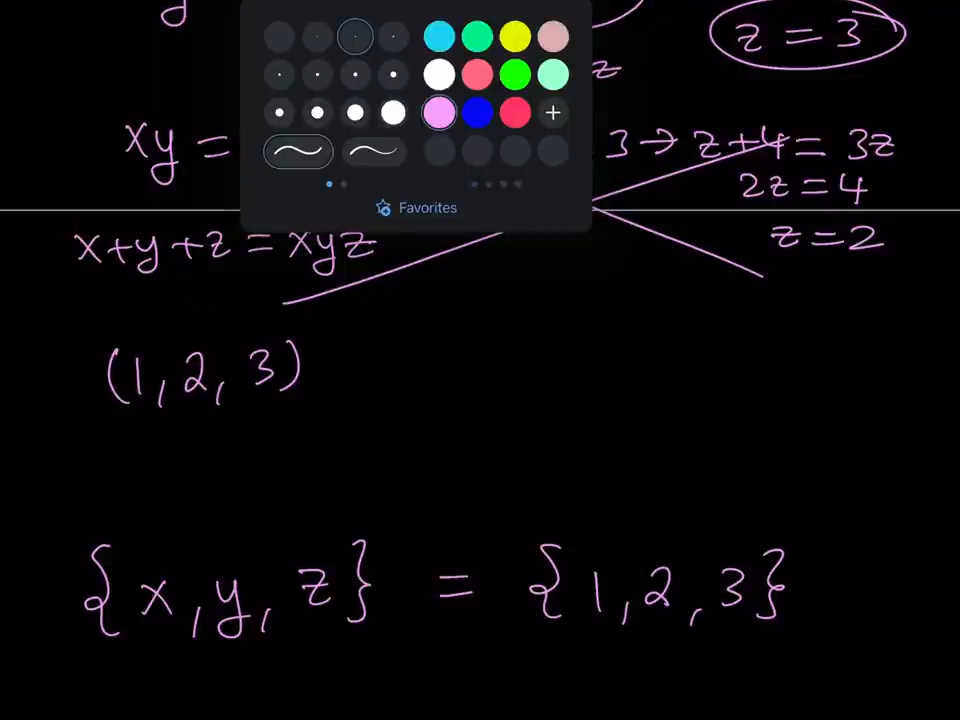 z = 3
z
xy =
3 → z + 4 = 3z
2z = 4
x + y + z = xyz
z = 2
Favorites
(1, 2, 3)
{x, y, z} = {1, 2, 3}